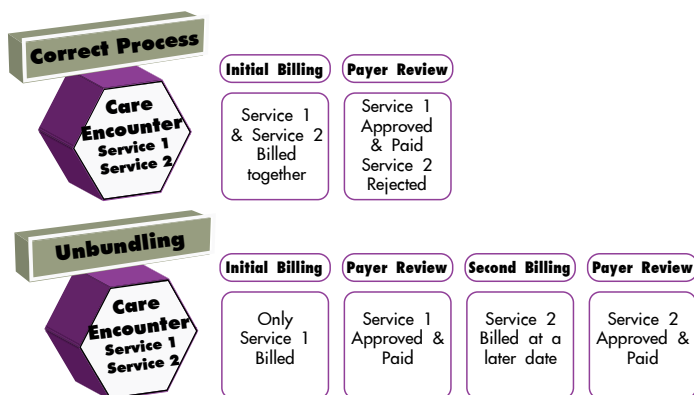 Correct Process
Initial Billing
Payer Review
Care
Encounter
Service 1
Service 2
Service 1
& Service 2
Billed
together
Service 1
Approved
& Paid
Service 2
Rejected
Unbundling
Initial Billing
Payer Review
Second Billing
Payer Review
Care
Encounter
Service 1
Service 2
Only
Service 1
Billed
Service 1
Approved &
Paid
Service 2
Billed at a
later date
Service 2
Approved &
Paid